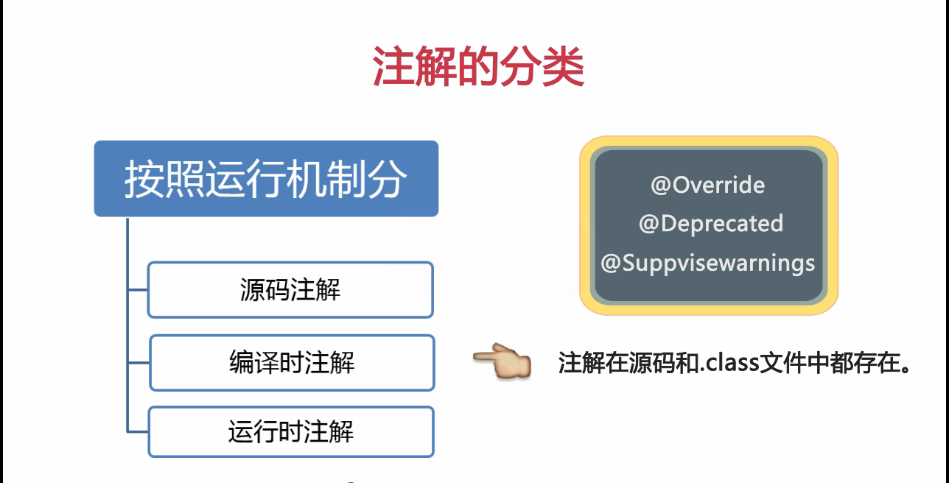 注解的分类
按照运行机制分
源码注解
编译时注解
运行时注解
@Override
@Deprecated
@Suppvisewarnings
注解在源码和.class文件中都存在。